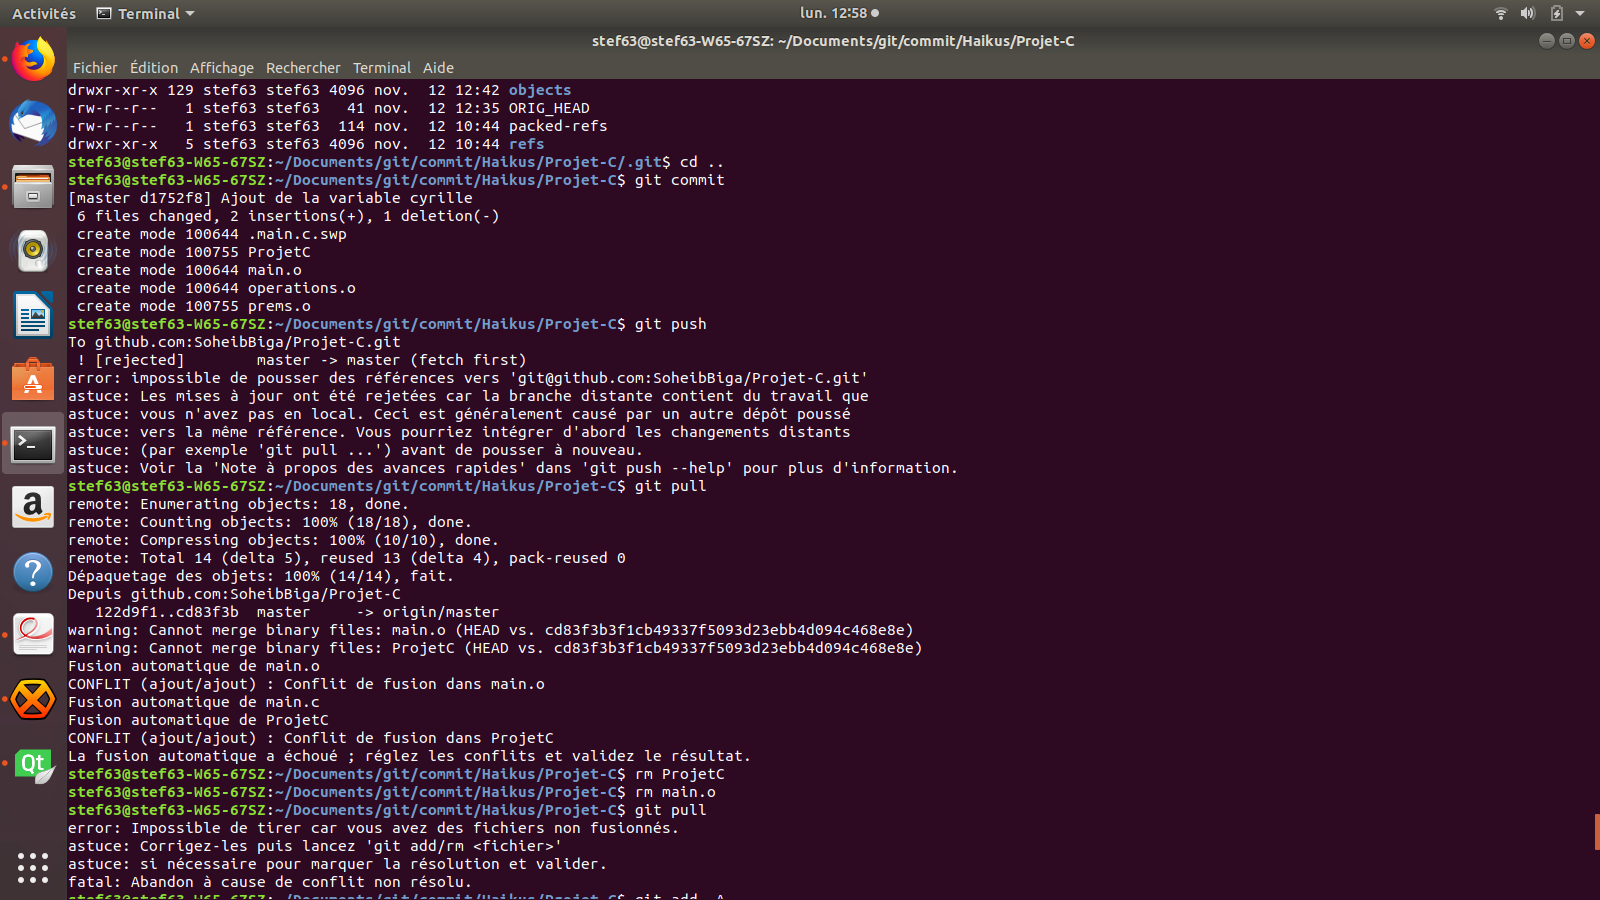 Activités Terminal lun. 12:58
stef63@stef63-W65-67SZ: ~/Documents/git/commit/Haikus/Projet-C
Fichier Édition Affichage Rechercher Terminal Aide
drwxr-xr-x 129 stef63 stef63 4096 nov.  12 12:42 objects
-rw-r--r--   1 stef63 stef63   41 nov.  12 12:35 ORIG_HEAD
-rw-r--r--   1 stef63 stef63  114 nov.  12 10:44 packed-refs
drwxr-xr-x   5 stef63 stef63 4096 nov.  12 10:44 refs
stef63@stef63-W65-67SZ:~/Documents/git/commit/Haikus/Projet-C/.git$ cd ..
stef63@stef63-W65-67SZ:~/Documents/git/commit/Haikus/Projet-C$ git commit
[master d1752f8] Ajout de la variable cyrille
 6 files changed, 2 insertions(+), 1 deletion(-)
 create mode 100644 .main.c.swp
 create mode 100755 ProjetC
 create mode 100644 main.o
 create mode 100644 operations.o
 create mode 100755 prems.o
stef63@stef63-W65-67SZ:~/Documents/git/commit/Haikus/Projet-C$ git push
To github.com:SoheibBiga/Projet-C.git
 ! [rejected]        master -> master (fetch first)
error: impossible de pousser des références vers 'git@github.com:SoheibBiga/Projet-C.git'
astuce: Les mises à jour ont été rejetées car la branche distante contient du travail que
astuce: vous n'avez pas en local. Ceci est généralement causé par un autre dépôt poussé
astuce: vers la même référence. Vous pourriez intégrer d'abord les changements distants
astuce: (par exemple 'git pull ...') avant de pousser à nouveau.
astuce: Voir la 'Note à propos des avances rapides' dans 'git push --help' pour plus d'information.
stef63@stef63-W65-67SZ:~/Documents/git/commit/Haikus/Projet-C$ git pull
remote: Enumerating objects: 18, done.
remote: Counting objects: 100% (18/18), done.
remote: Compressing objects: 100% (10/10), done.
remote: Total 14 (delta 5), reused 13 (delta 4), pack-reused 0
Dépaquetage des objets: 100% (14/14), fait.
Depuis github.com:SoheibBiga/Projet-C
   122d9f1..cd83f3b  master     -> origin/master
warning: Cannot merge binary files: main.o (HEAD vs. cd83f3b3f1cb49337f5093d23ebb4d094c468e8e)
warning: Cannot merge binary files: ProjetC (HEAD vs. cd83f3b3f1cb49337f5093d23ebb4d094c468e8e)
Fusion automatique de main.o
CONFLIT (ajout/ajout) : Conflit de fusion dans main.o
Fusion automatique de main.c
Fusion automatique de ProjetC
CONFLIT (ajout/ajout) : Conflit de fusion dans ProjetC
La fusion automatique a échoué ; réglez les conflits et validez le résultat.
stef63@stef63-W65-67SZ:~/Documents/git/commit/Haikus/Projet-C$ rm ProjetC
stef63@stef63-W65-67SZ:~/Documents/git/commit/Haikus/Projet-C$ rm main.o
stef63@stef63-W65-67SZ:~/Documents/git/commit/Haikus/Projet-C$ git pull
error: Impossible de tirer car vous avez des fichiers non fusionnés.
astuce: Corrigez-les puis lancez 'git add/rm <fichier>'
astuce: si nécessaire pour marquer la résolution et valider.
fatal: Abandon à cause de conflit non résolu.
stef63@stef63-W65-67SZ:~/Documents/git/commit/Haikus/Projet-C$ git add